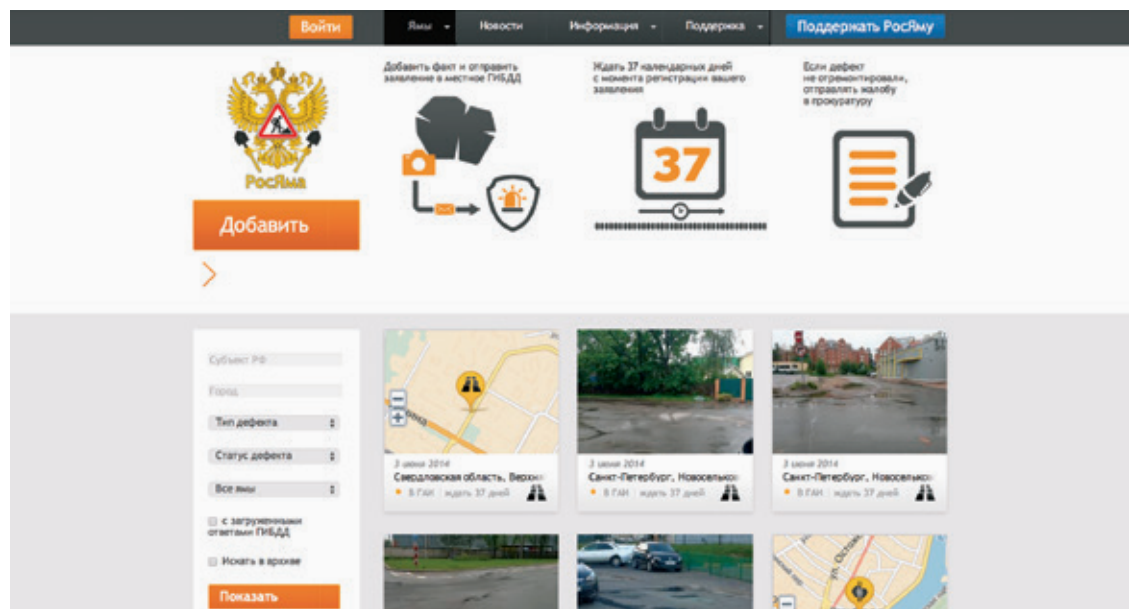 Войти
Ямы
Новости
Информация
Поддержка
Поддержать РосЯму
РосЯма
Добавить
Добавить факт и отправить
заявление в местное ГИБДД
Ждать 37 календарных дней
с момента регистрации вашего
заявления
37
Если дефект
не отремонтировали,
отправлять жалобу
в прокуратуру
Субъект РФ
Город
Тип дефекта
Статус дефекта
Все ямы
с загруженными
ответами ГИБДД
Искать в архиве
Показать
3 июня 2014
Свердловская область, Верхн
В ГАИ ждать 37 дней
3 июня 2014
Санкт-Петербург, Новосельков
В ГАИ ждать 37 дней
3 июня 2014
Санкт-Петербург, Новосельков
В ГАИ ждать 37 дней